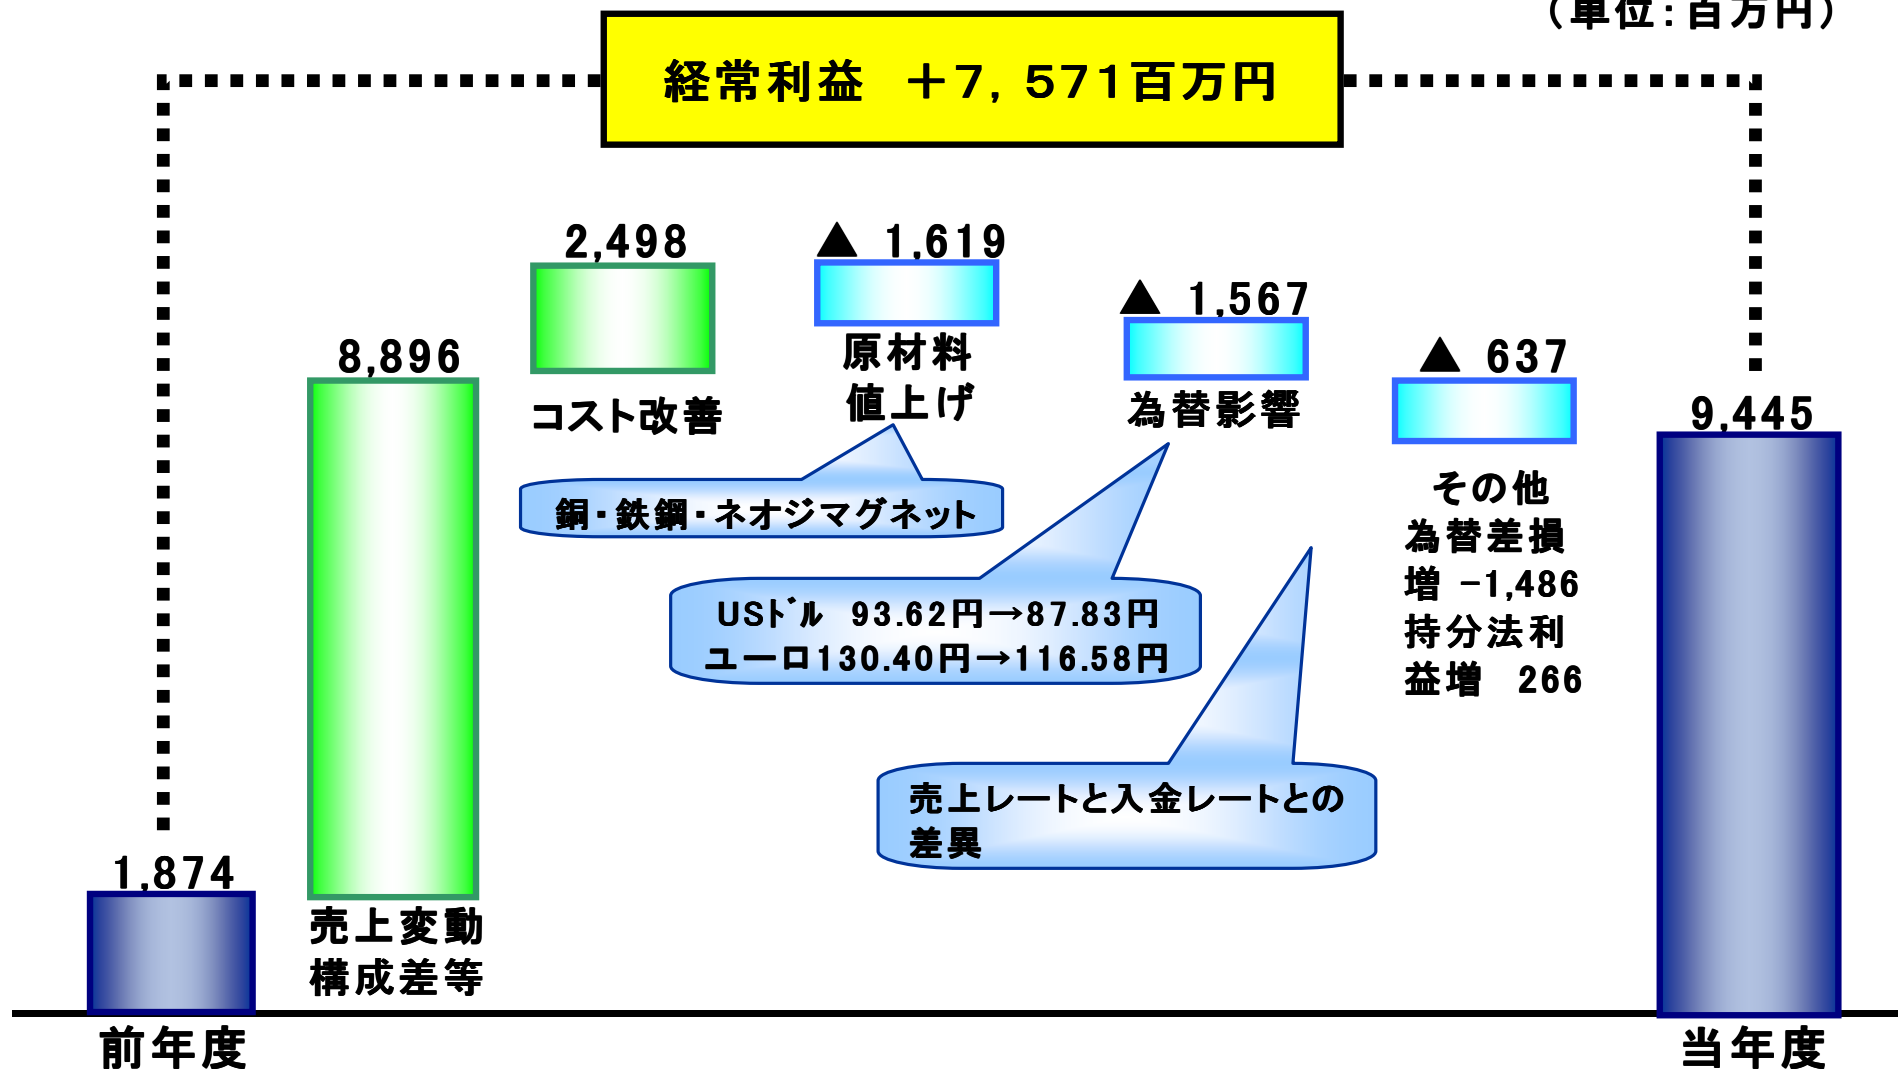 （単位：百万円）
経常利益　＋7，571百万円
2,498
▲ 1,619
▲ 1,567
▲ 637
8,896
9,445
1,874
コスト改善
原材料
値上げ
為替影響
その他
為替差損
増 −1,486
持分法利
益増　266
銅・鉄鋼・ネオジマグネット
USﾄﾞﾙ　93.62円→87.83円
ユーロ130.40円→116.58円
売上レートと入金レートとの
差異
売上変動
構成差等
前年度
当年度